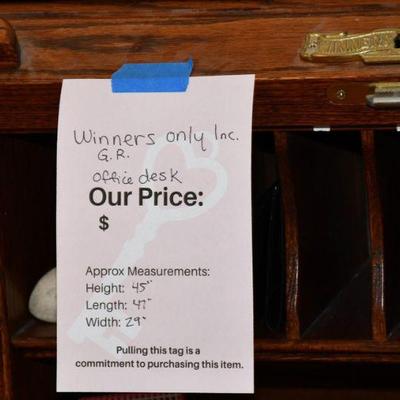 Winners only Inc.
G.R.
office desk
Our Price:
$
Approx Measurements:
Height: 45"
Length: 47"
Width: 29"
Pulling this tag is a
commitment to purchasing this item.